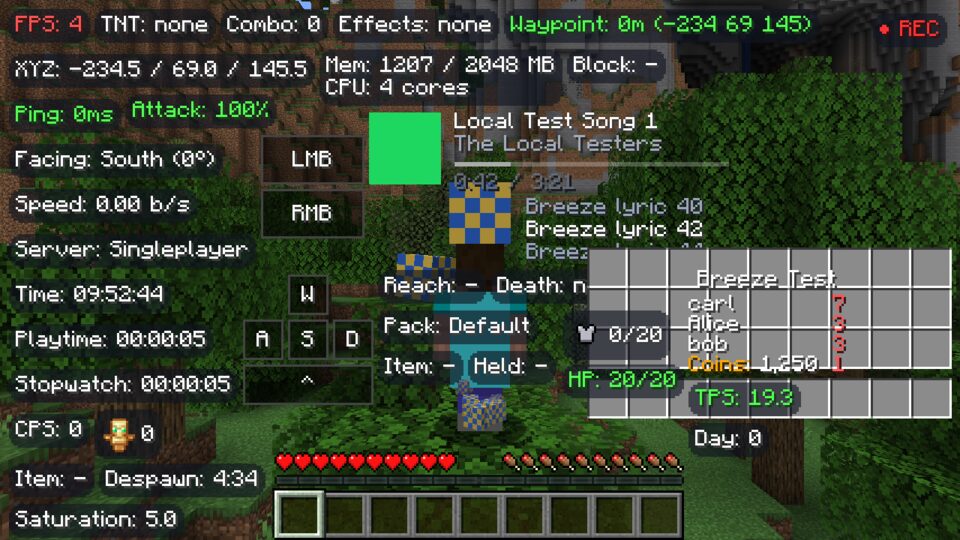 FPS: 4 TNT: none Combo: 0 Effects: none Waypoint: 0m (-234 69 145) REC
XYZ: -234.5 / 69.0 / 145.5 Mem: 1207 / 2048 MB Block: -
CPU: 4 cores
Ping: 0ms Attack: 100%
Local Test Song 1
The Local Testers
0:42 / 3:21
Facing: South (0°) LMB
Breeze lyric 40
Speed: 0.00 b/s RMB
Breeze lyric 42
Server: Singleplayer
Breeze lyric
Breeze Test
Reach: - Death: n
Time: 09:52:44 W
carl 7
Alice 3
Pack: Default
0/20
Playtime: 00:00:05 A S D
bob 3
Coins: 1,250 1
Item: - Held: -
HP: 20/20
Stopwatch: 00:00:05 ^
TPS: 19.3
CPS: 0 0
Day: 0
Item: - Despawn: 4:34
Saturation: 5.0